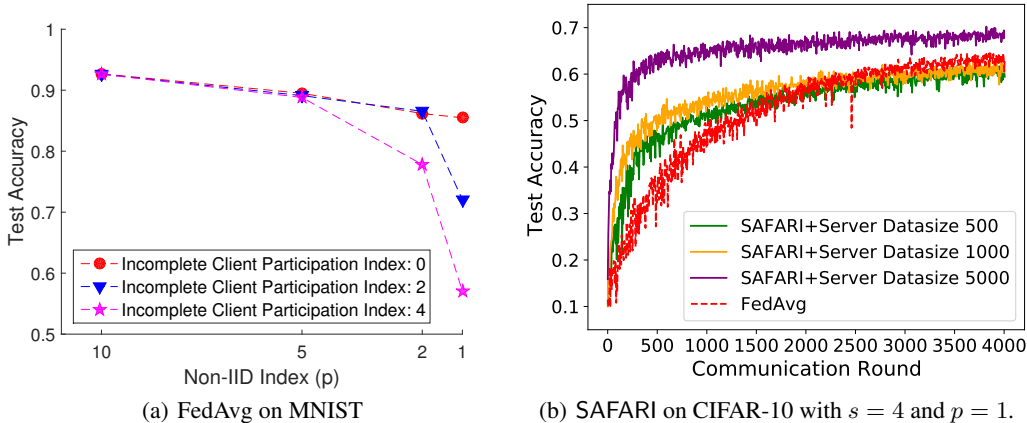 1
0.9
0.8
0.7
0.6
0.5
Test Accuracy
Incomplete Client Participation Index: 0
Incomplete Client Participation Index: 2
Incomplete Client Participation Index: 4
10
5
2
1
Non-IID Index (p)
(a) FedAvg on MNIST
0.7
0.6
0.5
0.4
0.3
0.2
0.1
Test Accuracy
SAFARI+Server Datasize 500
SAFARI+Server Datasize 1000
SAFARI+Server Datasize 5000
FedAvg
0 500 1000 1500 2000 2500 3000 3500 4000
Communication Round
(b) SAFARI on CIFAR-10 with s = 4 and p = 1.